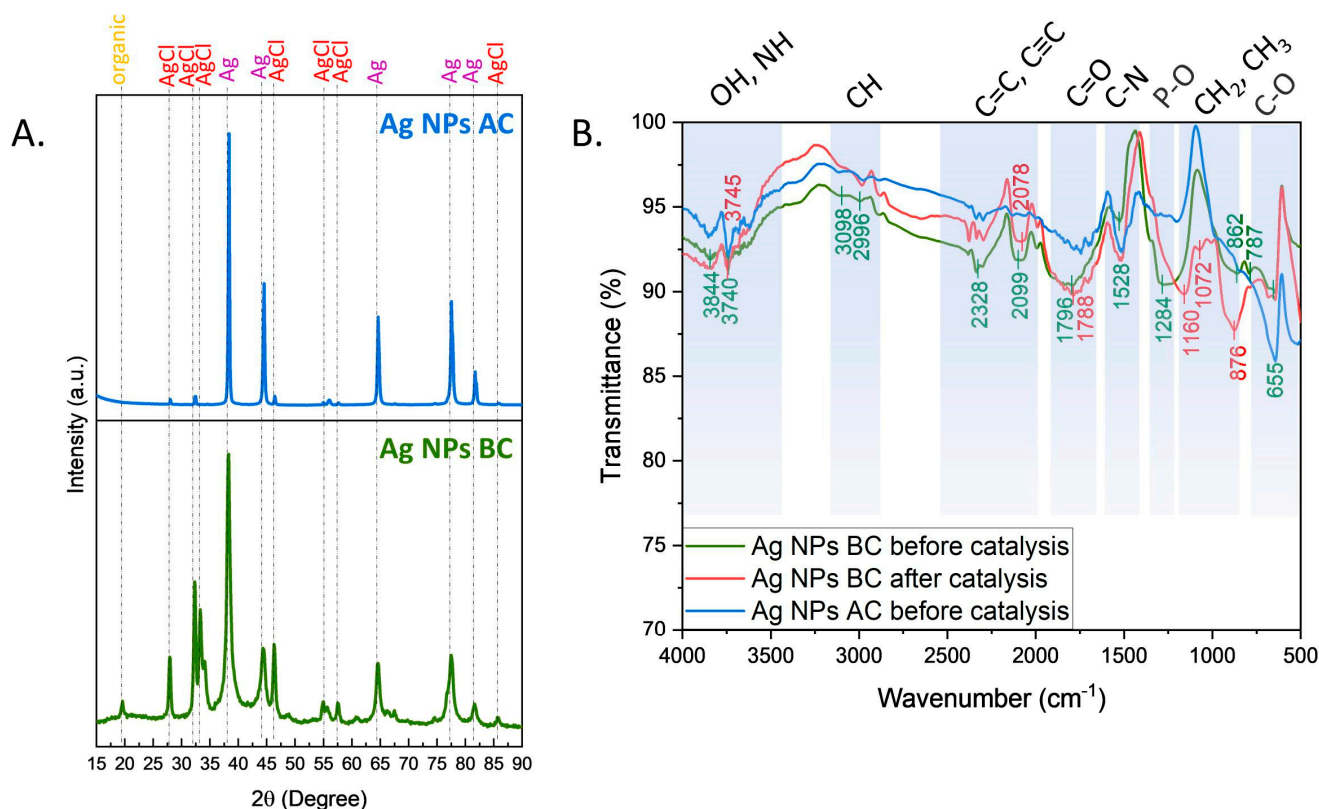 A.
organic
AgCl
AgCl
AgCl
Ag
Ag
AgCl
AgCl
AgCl
Ag
Ag
Ag
AgCl
Ag NPs AC
Ag NPs BC
Intensity (a.u.)
15 20 25 30 35 40 45 50 55 60 65 70 75 80 85 90
2θ (Degree)
B.
OH, NH
CH
C=C, C≡C
C=O
C-N
P-O
CH₂, CH₃
C-O
100
95
90
85
80
75
70
Transmittance (%)
3844
3740
3745
3098
2996
2328
2099
2078
1796
1788
1528
1284
1160
1072
876
862
787
655
Ag NPs BC before catalysis
Ag NPs BC after catalysis
Ag NPs AC before catalysis
4000 3500 3000 2500 2000 1500 1000 500
Wavenumber (cm⁻¹)